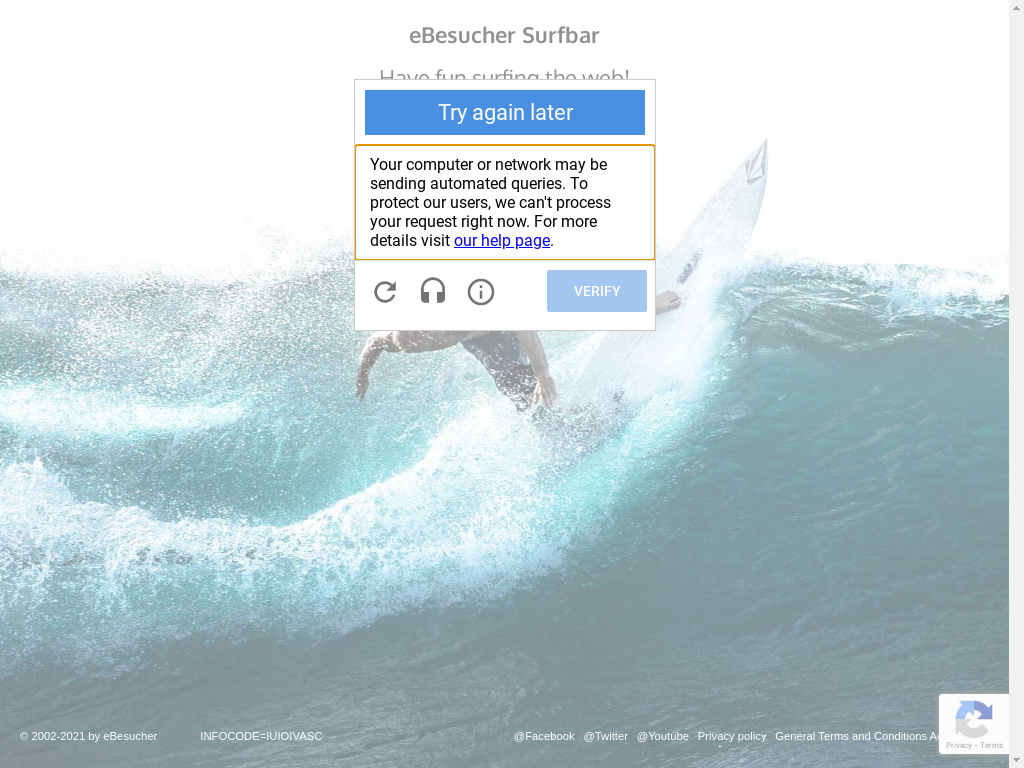 eBesucher Surfbar
Have fun surfing the web!
Try again later
Your computer or network may be
sending automated queries. To
protect our users, we can't process
your request right now. For more
details visit our help page.
VERIFY
© 2002-2021 by eBesucher INFOCODE=IUIOIVASC @Facebook @Twitter @Youtube Privacy policy General Terms and Conditions
Privacy - Terms